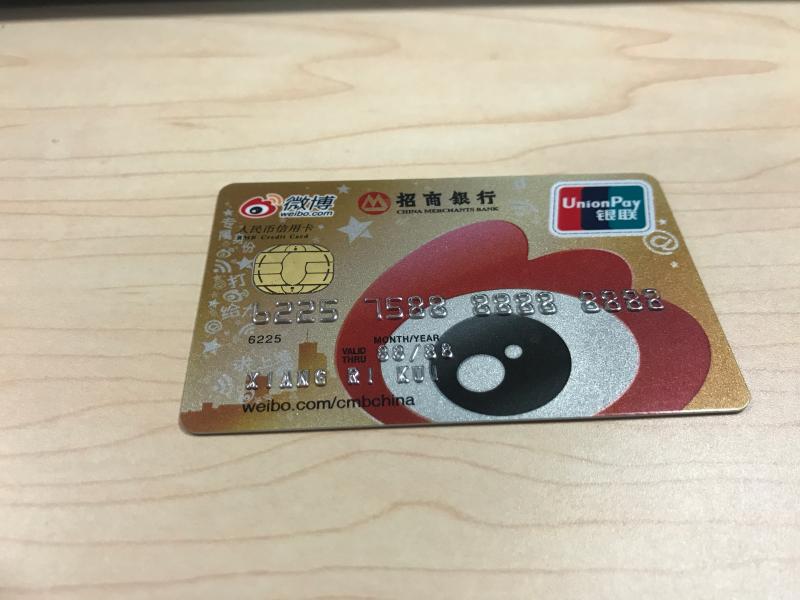 微博
weibo.com
招商银行
CHINA MERCHANTS BANK
UnionPay
银联
人民币信用卡
RMB Credit Card
6225 7588 8888 8888
6225
MONTH/YEAR
VALID THRU 88/88
XIANG RI KUI
weibo.com/cmbchina
@